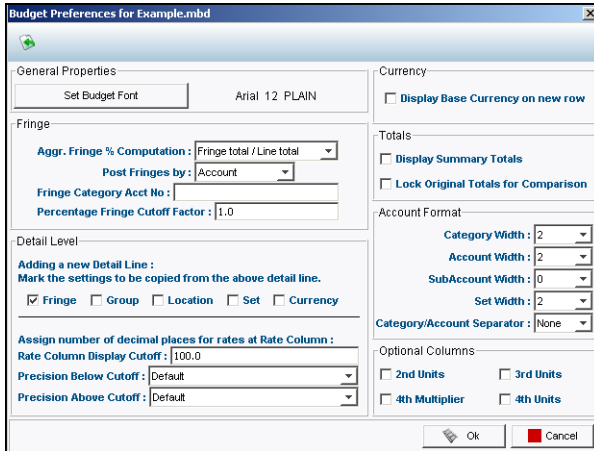 Budget Preferences for Example.mbd
General Properties
Set Budget Font
Arial 12 PLAIN
Fringe
Aggr. Fringe % Computation : Fringe total / Line total
Post Fringes by : Account
Fringe Category Acct No :
Percentage Fringe Cutoff Factor : 1.0
Detail Level
Adding a new Detail Line :
Mark the settings to be copied from the above detail line.
Fringe Group Location Set Currency
Assign number of decimal places for rates at Rate Column :
Rate Column Display Cutoff : 100.0
Precision Below Cutoff : Default
Precision Above Cutoff : Default
Currency
Display Base Currency on new row
Totals
Display Summary Totals
Lock Original Totals for Comparison
Account Format
Category Width : 2
Account Width : 2
SubAccount Width : 0
Set Width : 2
Category/Account Separator : None
Optional Columns
2nd Units 3rd Units
4th Multiplier 4th Units
Ok Cancel